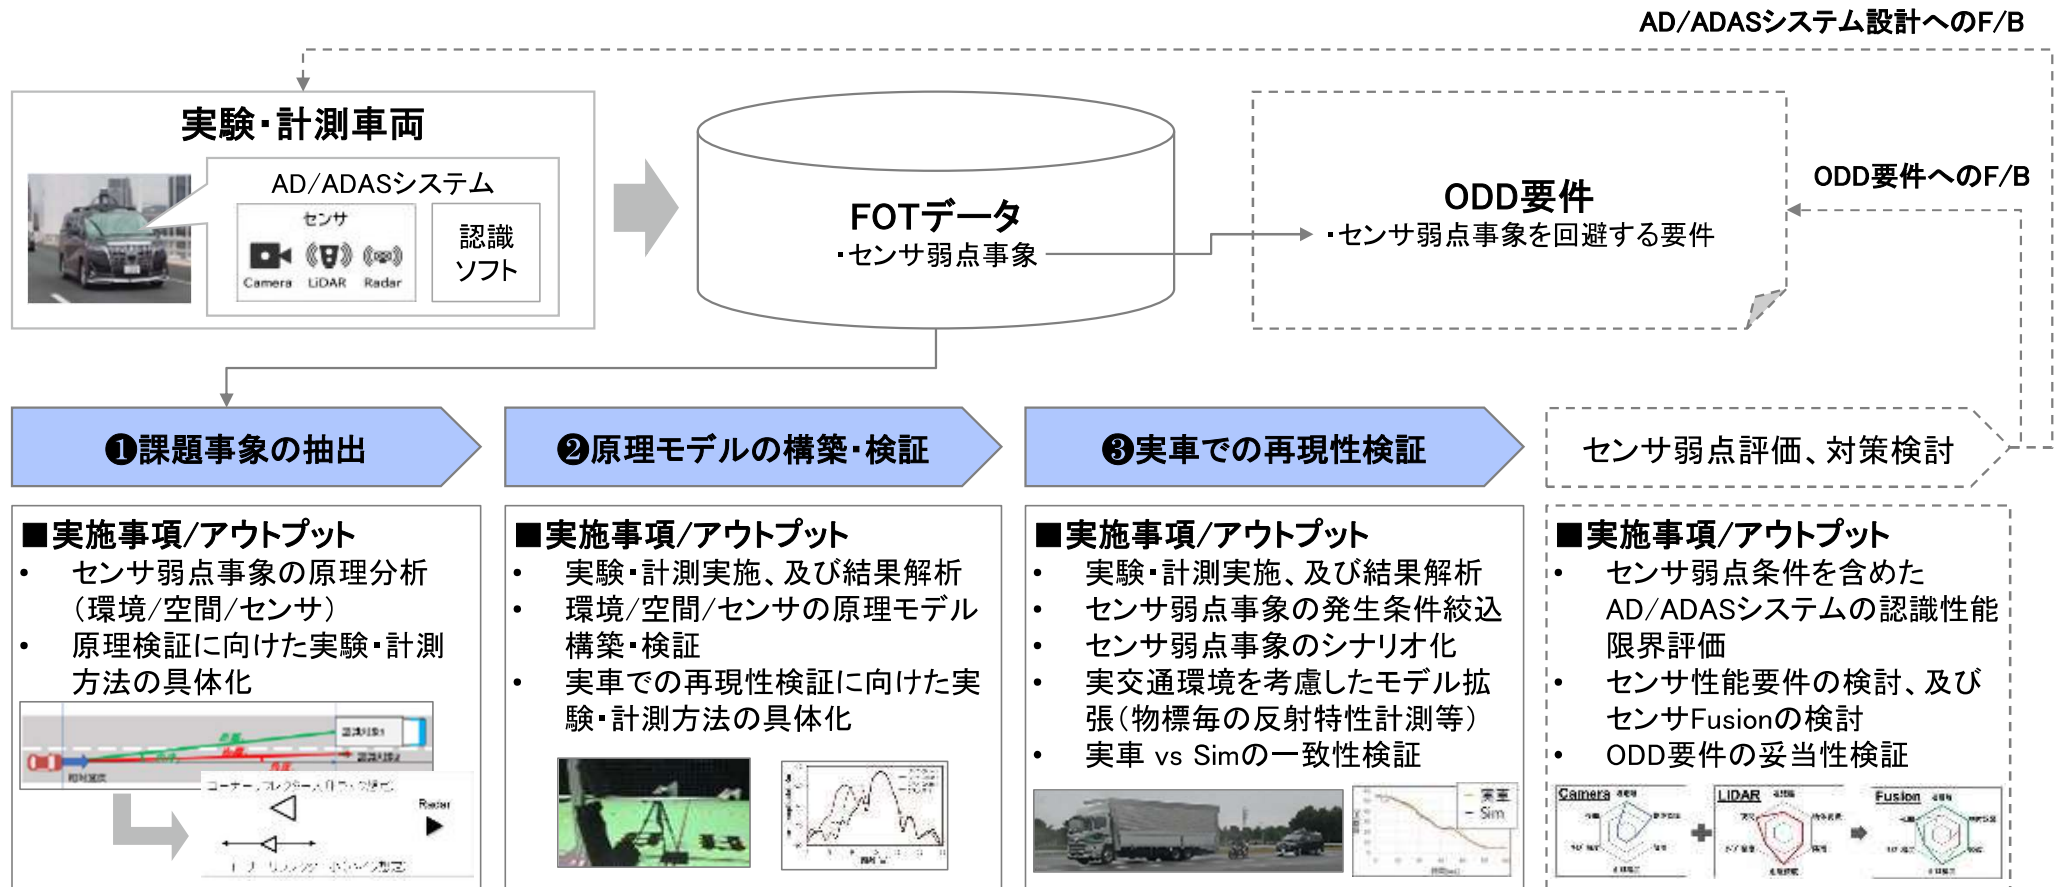 AD/ADASシステム設計へのF/B
実験・計測車両
AD/ADASシステム
センサ
Camera LiDAR Radar
認識
ソフト
FOTデータ
・センサ弱点事象
ODD要件
・センサ弱点事象を回避する要件
ODD要件へのF/B
❶課題事象の抽出
❷原理モデルの構築・検証
❸実車での再現性検証
センサ弱点評価、対策検討
■実施事項/アウトプット
• センサ弱点事象の原理分析
（環境/空間/センサ）
• 原理検証に向けた実験・計測
方法の具体化
相対速度
Radar
■実施事項/アウトプット
• 実験・計測実施、及び結果解析
• 環境/空間/センサの原理モデル
構築・検証
• 実車での再現性検証に向けた実
験・計測方法の具体化
■実施事項/アウトプット
• 実験・計測実施、及び結果解析
• センサ弱点事象の発生条件絞込
• センサ弱点事象のシナリオ化
• 実交通環境を考慮したモデル拡
張（物標毎の反射特性計測等）
• 実車 vs Simの一致性検証
実車
Sim
■実施事項/アウトプット
• センサ弱点条件を含めた
AD/ADASシステムの認識性能
限界評価
• センサ性能要件の検討、及び
センサFusionの検討
• ODD要件の妥当性検証
Camera
LIDAR
Fusion